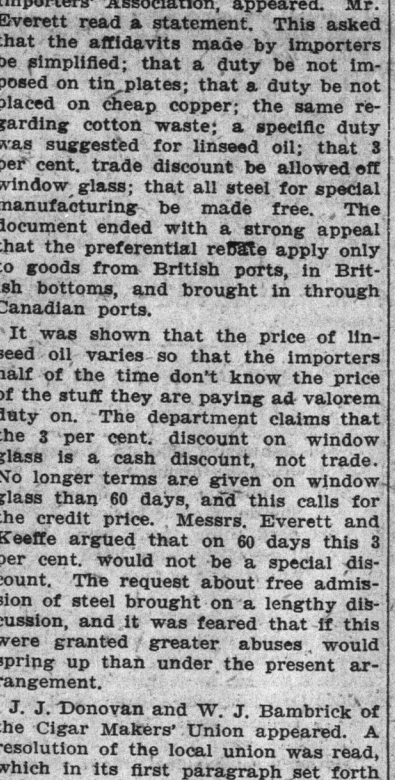 Importers' Association, appeared. Mr.
Everett read a statement. This asked
that the affidavits made by importers
be simplified; that a duty be not im-
posed on tin plates; that a duty be not
placed on cheap copper; the same re-
garding cotton waste; a specific duty
was suggested for linseed oil; that 3
per cent. trade discount be allowed off
window glass; that all steel for special
manufacturing be made free. The
document ended with a strong appeal
that the preferential rebate apply only
to goods from British ports, in Brit-
ish bottoms, and brought in through
Canadian ports.
It was shown that the price of lin-
seed oil varies so that the importers
half of the time don't know the price
of the stuff they are paying ad valorem
duty on. The department claims that
the 3 per cent. discount on window
glass is a cash discount, not trade.
No longer terms are given on window
glass than 60 days, and this calls for
the credit price. Messrs. Everett and
Keeffe argued that on 60 days this 3
per cent. would not be a special dis-
count. The request about free admis-
sion of steel brought on a lengthy dis-
cussion, and it was feared that if this
were granted greater abuses would
spring up than under the present ar-
rangement.
J. J. Donovan and W. J. Bambrick of
the Cigar Makers' Union appeared. A
resolution of the local union was read,
which in its first paragraph set forth